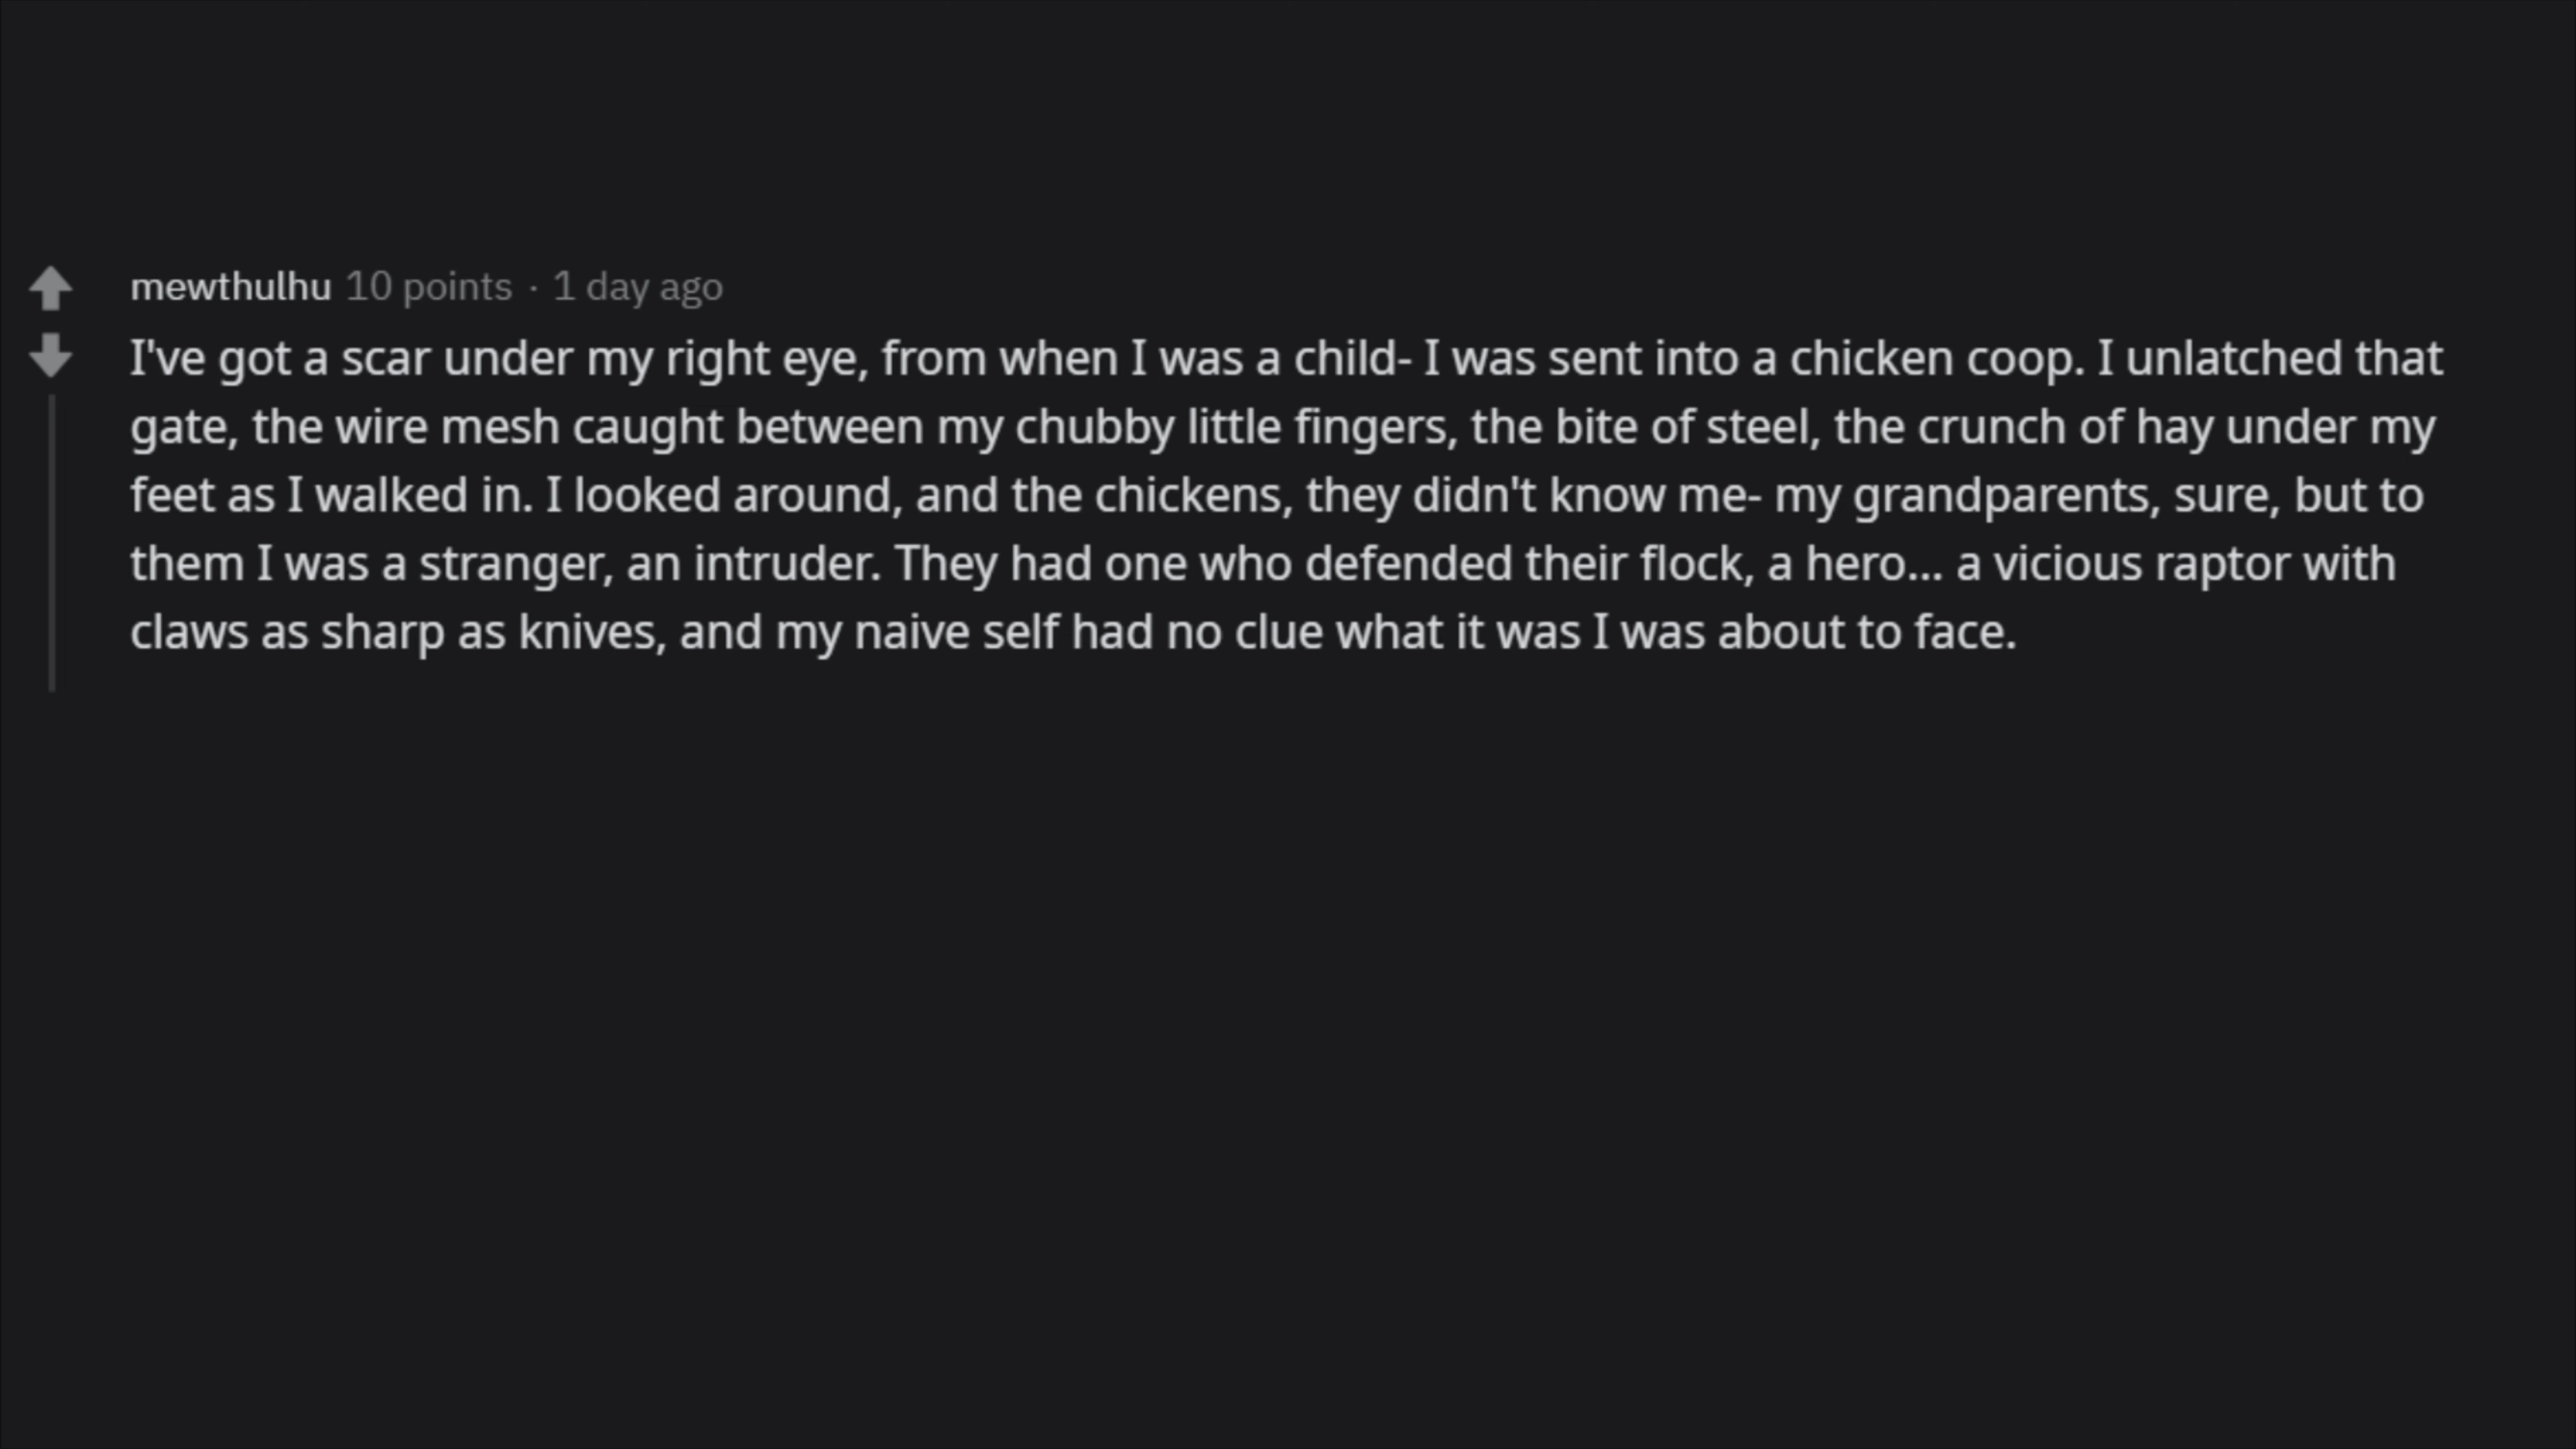 mewthulhu 10 points · 1 day ago
I've got a scar under my right eye, from when I was a child- I was sent into a chicken coop. I unlatched that
gate, the wire mesh caught between my chubby little fingers, the bite of steel, the crunch of hay under my
feet as I walked in. I looked around, and the chickens, they didn't know me- my grandparents, sure, but to
them I was a stranger, an intruder. They had one who defended their flock, a hero... a vicious raptor with
claws as sharp as knives, and my naive self had no clue what it was I was about to face.